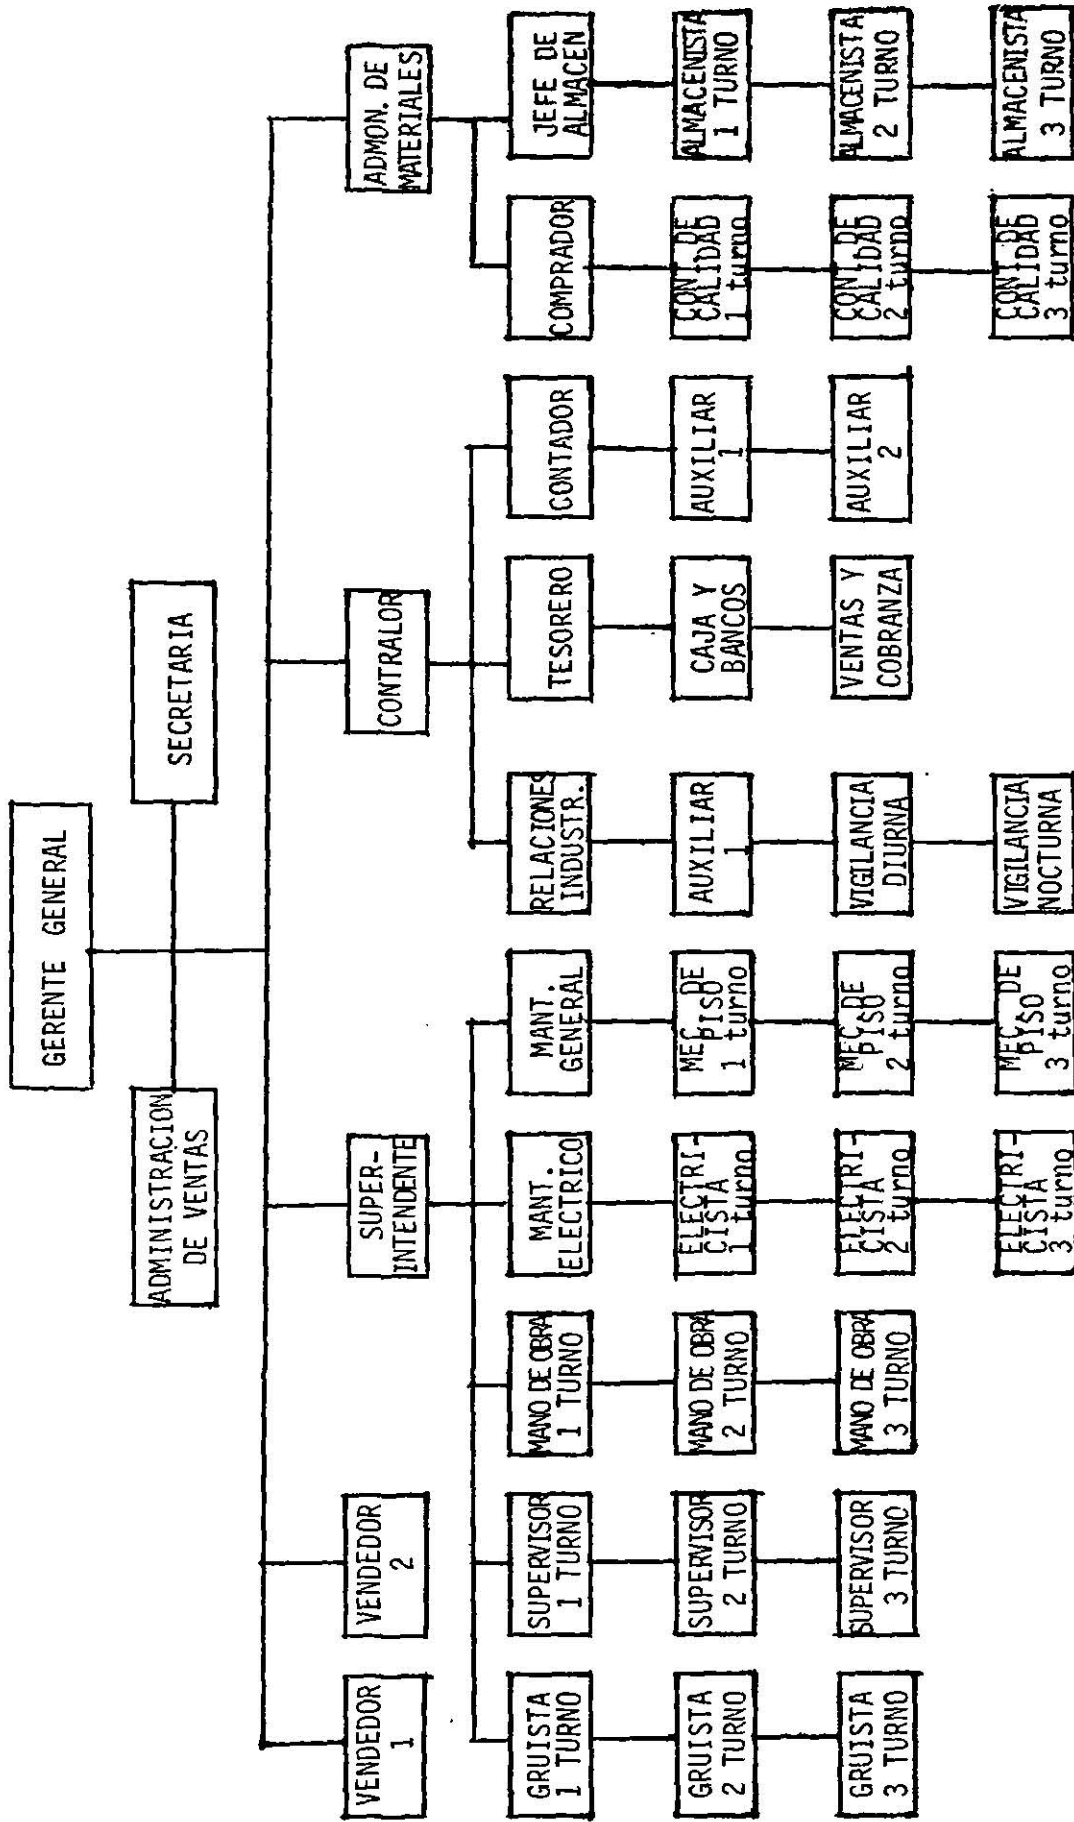 GERENTE GENERAL
ADMINISTRACION
DE VENTAS
SECRETARIA
VENDEDOR
1
VENDEDOR
2
SUPER-
INTENDENTE
CONTRALOR
ADMON. DE
MATERIALES
GRUISTA
1 TURNO
SUPERVISOR
1 TURNO
MANO DE OBRA
1 TURNO
MANT.
ELECTRICO
MANT.
GENERAL
RELACIONES
INDUSTR.
TESORERO
CONTADOR
COMPRADOR
JEFE DE
ALMACEN
GRUISTA
2 TURNO
SUPERVISOR
2 TURNO
MANO DE OBRA
2 TURNO
ELECTRI-
CISTA
1 turno
MEC. DE
PISO
1 turno
AUXILIAR
1
CAJA Y
BANCOS
AUXILIAR
1
CONT DE
CALIDAD
1 turno
ALMACENISTA
1 TURNO
GRUISTA
3 TURNO
SUPERVISOR
3 TURNO
MANO DE OBRA
3 TURNO
ELECTRI-
CISTA
2 turno
MEC. DE
PISO
2 turno
VIGILANCIA
DIURNA
VENTAS Y
COBRANZA
AUXILIAR
2
CONT DE
CALIDAD
2 turno
ALMACENISTA
2 TURNO
ELECTRI-
CISTA
3 turno
MEC. DE
PISO
3 turno
VIGILANCIA
NOCTURNA
CONT DE
CALIDAD
3 turno
ALMACENISTA
3 TURNO